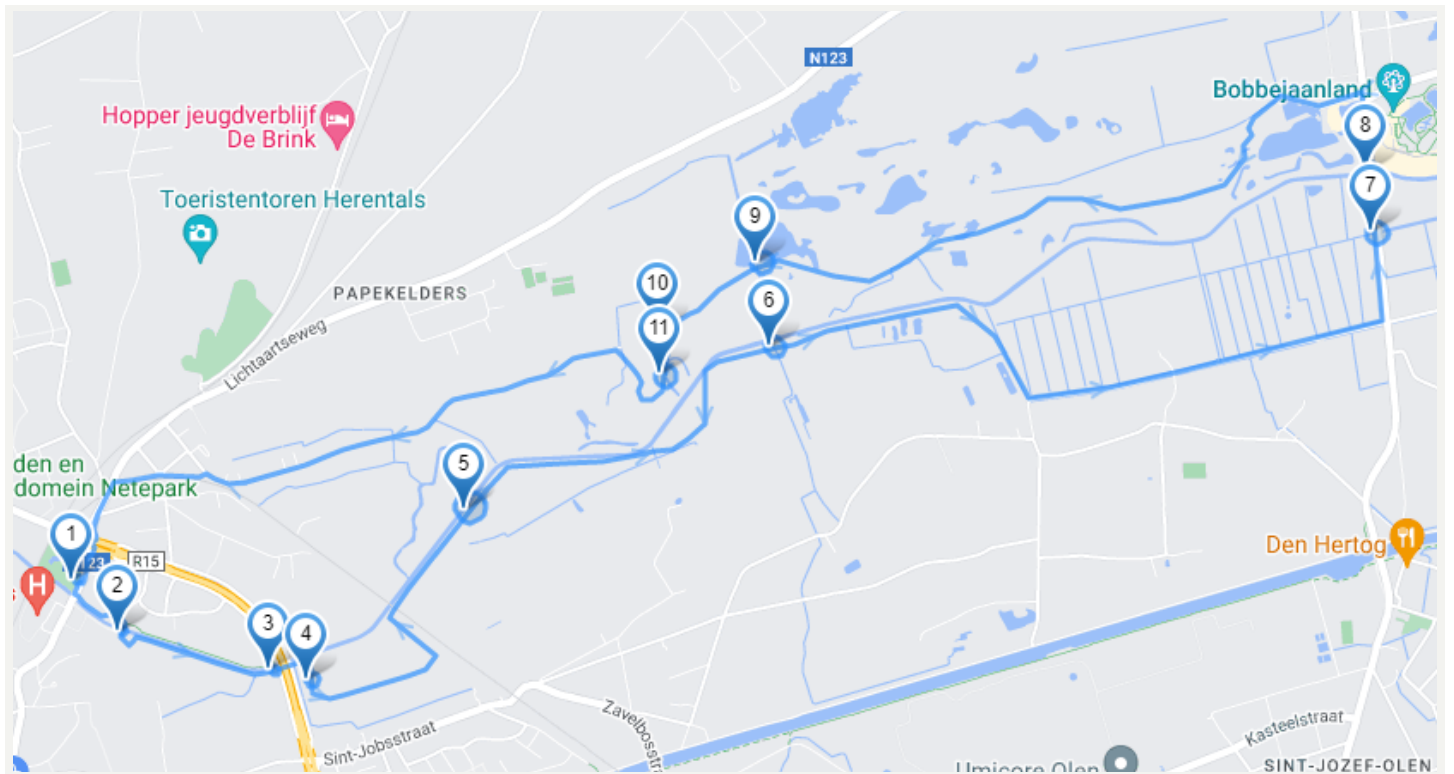 N123
Bobbejaanland
Hopper jeugdverblijf
De Brink
8
Toeristentoren Herentals
7
9
10
PAPEKELDERS
6
11
Lichtaartseweg
5
den en
domein Netepark
1
R15
Den Hertog
H
2
3
4
Zavelbosstraat
Sint-Jobsstraat
Kasteelstraat
Umicore Olen
SINT-JOZEF-OLEN